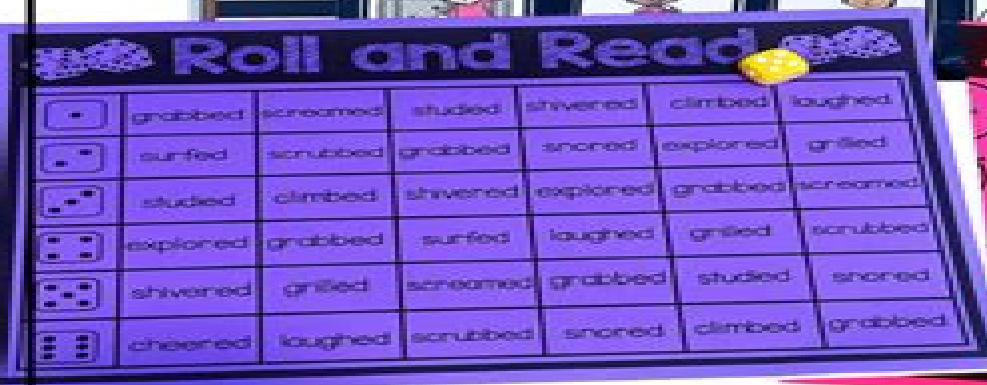 Roll and Read
grabbed screamed studied shivered climbed laughed
surfed scrubbed grabbed snored explored grilled
studied climbed shivered explored grabbed screamed
explored grabbed surfed laughed grilled scrubbed
shivered grilled screamed grabbed studied snored
cheered laughed scrubbed snored climbed grabbed